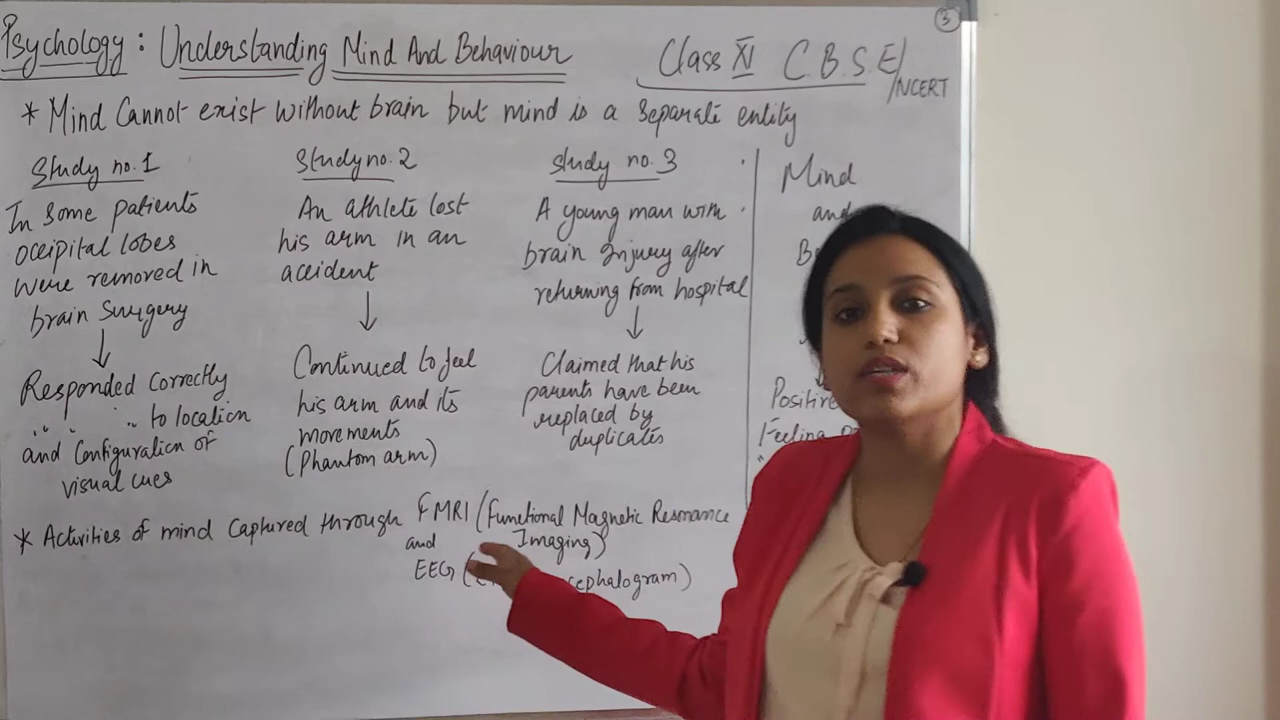 3
Psychology: Understanding Mind And Behaviour
Class XI C.B.S.E/NCERT
* Mind Cannot exist without brain but mind is a separate entity
Study no. 1
In some patients
occipital lobes
were removed in
brain surgery
↓
Responded correctly
" " " to location
and configuration of
visual cues
Study no. 2
An athlete lost
his arm in an
accident
↓
Continued to feel
his arm and its
movements
(Phantom arm)
Study no. 3
A young man with
brain injury after
returning from hospital
↓
Claimed that his
parents have been
replaced by
duplicates
Mind
and
Positive
Feeling
* Activities of mind Captured through FMRI (Functional Magnetic Resonance
Imaging)
and
EEG ( cephalogram)